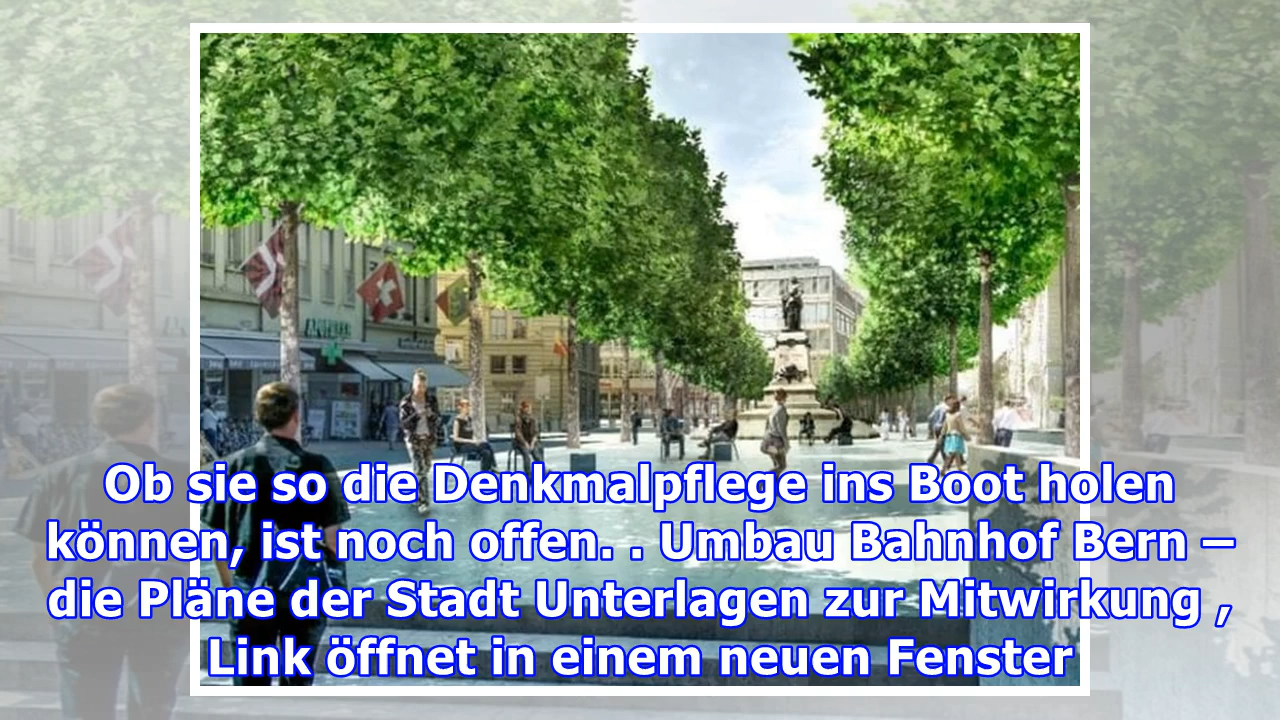 APOTHEKE
Ob sie so die Denkmalpflege ins Boot holen
können, ist noch offen. . Umbau Bahnhof Bern –
die Pläne der Stadt Unterlagen zur Mitwirkung ,
Link öffnet in einem neuen Fenster